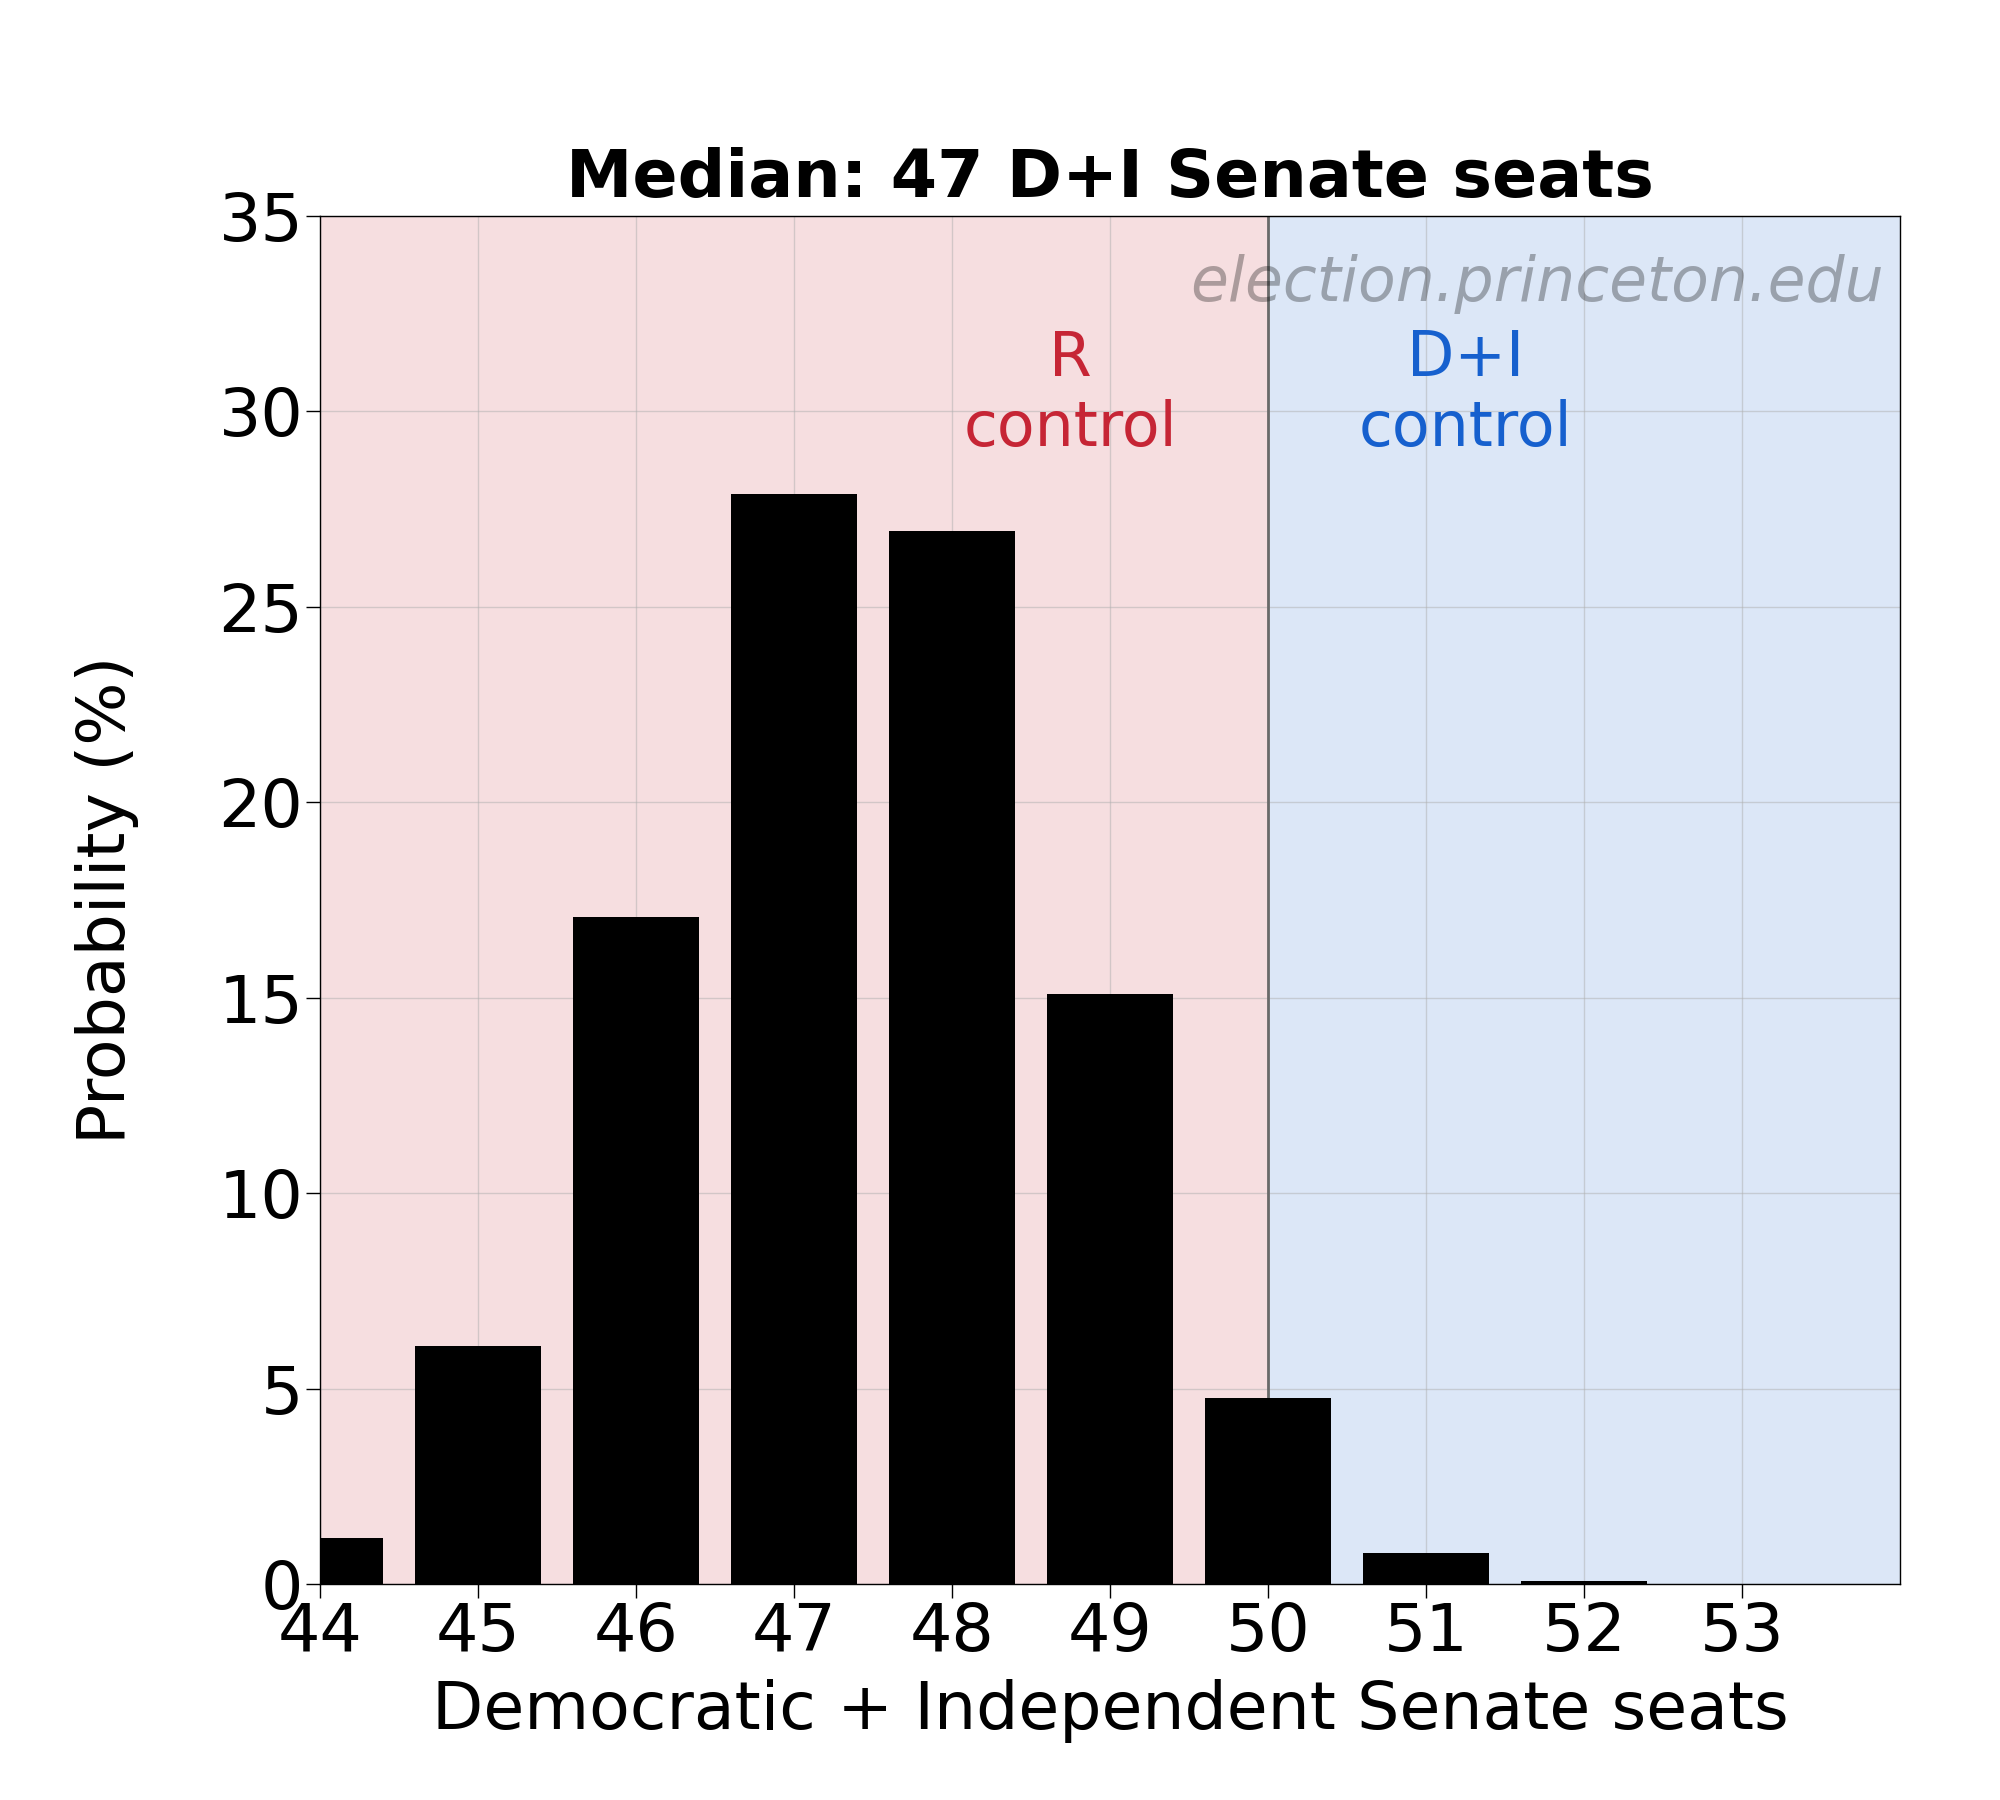 Median: 47 D+I Senate seats
election.princeton.edu
R
control
D+I
control
35
30
25
20
15
10
5
0
Probability (%)
44
45
46
47
48
49
50
51
52
53
Democratic + Independent Senate seats